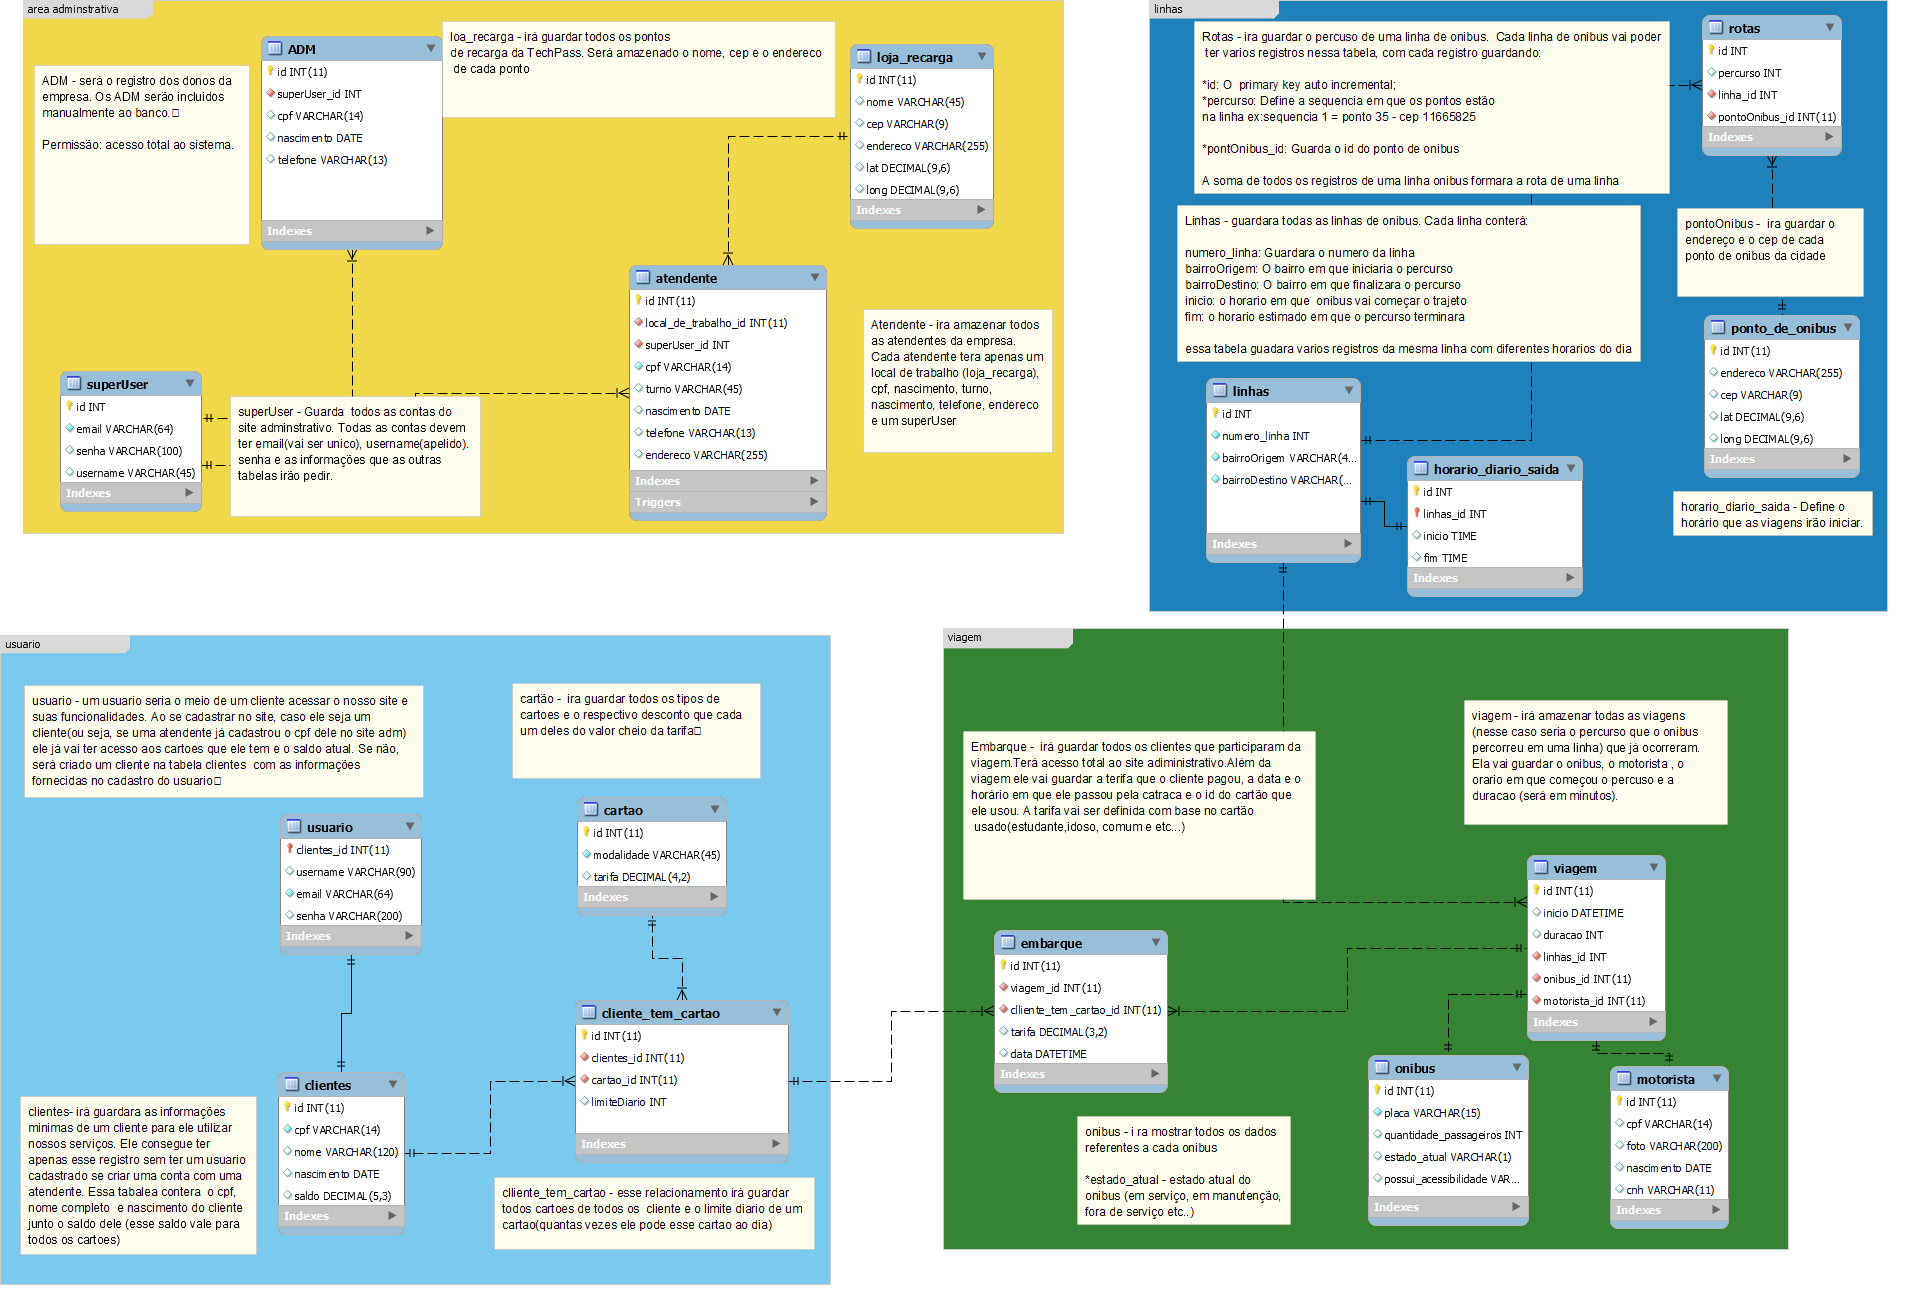 area adminstrativa
ADM - será o registro dos donos da
empresa. Os ADM serão incluidos
manualmente ao banco.
Permissão: acesso total ao sistema.
ADM
id INT(11)
superUser_id INT
cpf VARCHAR(14)
nascimento DATE
telefone VARCHAR(13)
Indexes
loa_recarga - irá guardar todos os pontos
de recarga da TechPass. Será amazenado o nome, cep e o endereco
de cada ponto
loja_recarga
id INT(11)
nome VARCHAR(45)
cep VARCHAR(9)
endereco VARCHAR(255)
lat DECIMAL(9,6)
long DECIMAL(9,6)
Indexes
atendente
id INT(11)
local_de_trabalho_id INT(11)
superUser_id INT
cpf VARCHAR(14)
turno VARCHAR(45)
nascimento DATE
telefone VARCHAR(13)
endereco VARCHAR(255)
Indexes
Triggers
Atendente - ira amazenar todos
as atendentes da empresa.
Cada atendente tera apenas um
local de trabalho (loja_recarga),
cpf, nascimento, turno,
nascimento, telefone, endereco
e um superUser
superUser
id INT
email VARCHAR(64)
senha VARCHAR(100)
username VARCHAR(45)
Indexes
superUser - Guarda  todos as contas do
site adminstrativo. Todas as contas devem
ter email(vai ser unico), username(apelido).
senha e as informações que as outras
tabelas irão pedir.
linhas
Rotas - ira guardar o percuso de uma linha de onibus.  Cada linha de onibus vai poder
ter varios registros nessa tabela, com cada registro guardando:
*id: O  primary key auto incremental;
*percurso: Define a sequencia em que os pontos estão
na linha ex:sequencia 1 = ponto 35 - cep 11665825
*pontOnibus_id: Guarda o id do ponto de onibus
A soma de todos os registros de uma linha onibus formara a rota de uma linha
rotas
id INT
percurso INT
linha_id INT
pontoOnibus_id INT(11)
Indexes
Linhas - guardara todas as linhas de onibus. Cada linha conterá:
numero_linha: Guardara o numero da linha
bairroOrigem: O bairro em que iniciaria o percurso
bairroDestino: O bairro em que finalizara o percurso
inicio: o horario em que  onibus vai começar o trajeto
fim: o horario estimado em que o percurso terminara
essa tabela guadara varios registros da mesma linha com diferentes horarios do dia
pontoOnibus -  ira guardar o
endereço e o cep de cada
ponto de onibus da cidade
ponto_de_onibus
id INT(11)
endereco VARCHAR(255)
cep VARCHAR(9)
lat DECIMAL(9,6)
long DECIMAL(9,6)
Indexes
linhas
id INT
numero_linha INT
bairroOrigem VARCHAR(4...
bairroDestino VARCHAR(...
Indexes
horario_diario_saida
id INT
linhas_id INT
inicio TIME
fim TIME
Indexes
horario_diario_saida - Define o
horário que as viagens irão iniciar.
usuario
usuario - um usuario seria o meio de um cliente acessar o nosso site e
suas funcionalidades. Ao se cadastrar no site, caso ele seja um
cliente(ou seja, se uma atendente já cadastrou o cpf dele no site adm)
ele já vai ter acesso aos cartoes que ele tem e o saldo atual. Se não,
será criado um cliente na tabela clientes  com as informações
fornecidas no cadastro do usuario
cartão -  ira guardar todos os tipos de
cartoes e o respectivo desconto que cada
um deles do valor cheio da tarifa
usuario
clientes_id INT(11)
username VARCHAR(90)
email VARCHAR(64)
senha VARCHAR(200)
Indexes
cartao
id INT(11)
modalidade VARCHAR(45)
tarifa DECIMAL(4,2)
Indexes
cliente_tem_cartao
id INT(11)
clientes_id INT(11)
cartao_id INT(11)
limiteDiario INT
Indexes
clientes
id INT(11)
cpf VARCHAR(14)
nome VARCHAR(120)
nascimento DATE
saldo DECIMAL(5,3)
Indexes
clientes- irá guardara as informações
minimas de um cliente para ele utilizar
nossos serviços. Ele consegue ter
apenas esse registro sem ter um usuario
cadastrado se criar uma conta com uma
atendente. Essa tabalea contera  o cpf,
nome completo  e nascimento do cliente
junto o saldo dele (esse saldo vale para
todos os cartoes)
clliente_tem_cartao - esse relacionamento irá guardar
todos cartoes de todos os  cliente e o limite diario de um
cartao(quantas vezes ele pode esse cartao ao dia)
viagem
Embarque -  irá guardar todos os clientes que participaram da
viagem.Terá acesso total ao site adiministrativo.Além da
viagem ele vai guardar a terifa que o cliente pagou, a data e o
horário em que ele passou pela catraca e o id do cartão que
ele usou. A tarifa vai ser definida com base no cartão
usado(estudante,idoso, comum e etc...)
viagem - irá amazenar todas as viagens
(nesse caso seria o percurso que o onibus
percorreu em uma linha) que já ocorreram.
Ela vai guardar o onibus, o motorista , o
orario em que começou o percuso e a
duracao (será em minutos).
viagem
id INT(11)
inicio DATETIME
duracao INT
linhas_id INT
onibus_id INT(11)
motorista_id INT(11)
Indexes
embarque
id INT(11)
viagem_id INT(11)
clliente_tem_cartao_id INT(11)
tarifa DECIMAL(3,2)
data DATETIME
Indexes
onibus - i ra mostrar todos os dados
referentes a cada onibus
*estado_atual - estado atual do
onibus (em serviço, em manutenção,
fora de serviço etc..)
onibus
id INT(11)
placa VARCHAR(15)
quantidade_passageiros INT
estado_atual VARCHAR(1)
possui_acessibilidade VAR...
Indexes
motorista
id INT(11)
cpf VARCHAR(14)
foto VARCHAR(200)
nascimento DATE
cnh VARCHAR(11)
Indexes